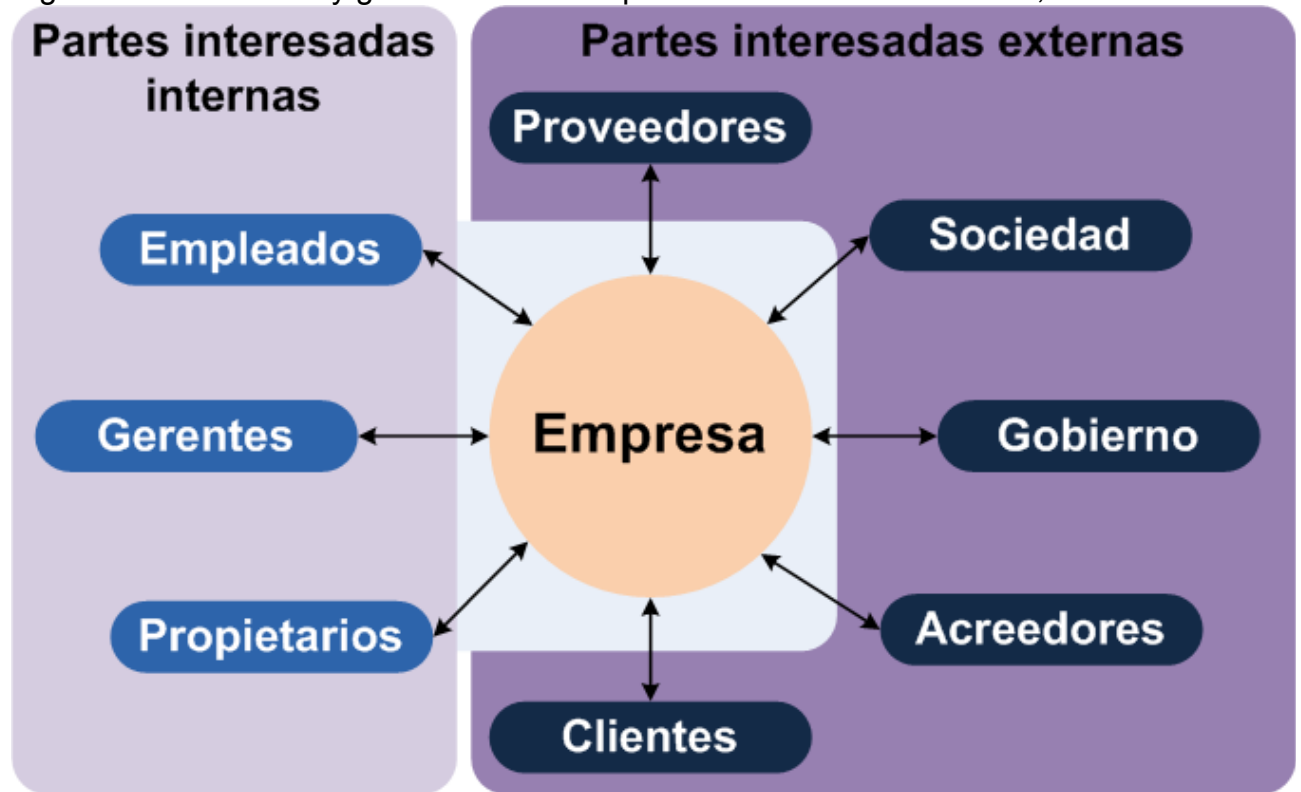 Partes interesadas
internas
Partes interesadas externas
Proveedores
Empleados
Sociedad
Gerentes
Empresa
Gobierno
Propietarios
Acreedores
Clientes